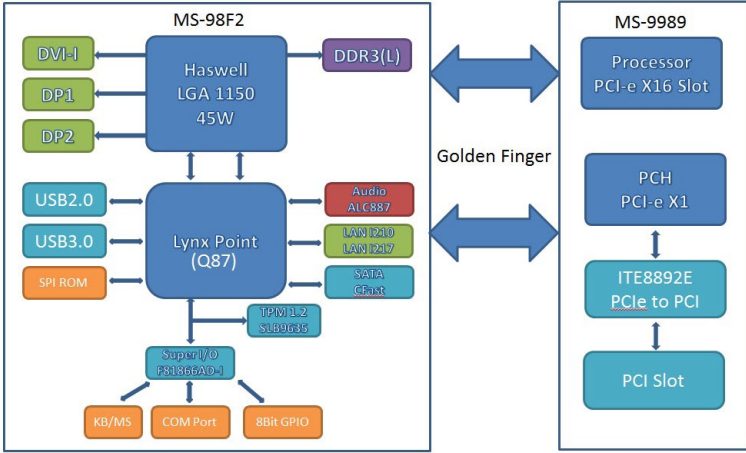 MS-98F2
DVI-I
DP1
DP2
Haswell
LGA 1150
45W
DDR3(L)
USB2.0
USB3.0
SPI ROM
Lynx Point
(Q87)
Audio
ALC887
LAN I210
LAN I217
SATA
CFast
TPM 1.2
SLB9635
Super I/O
F81866AD-I
KB/MS
COM Port
8Bit GPIO
Golden Finger
MS-9989
Processor
PCI-e X16 Slot
PCH
PCI-e X1
ITE8892E
PCIe to PCI
PCI Slot